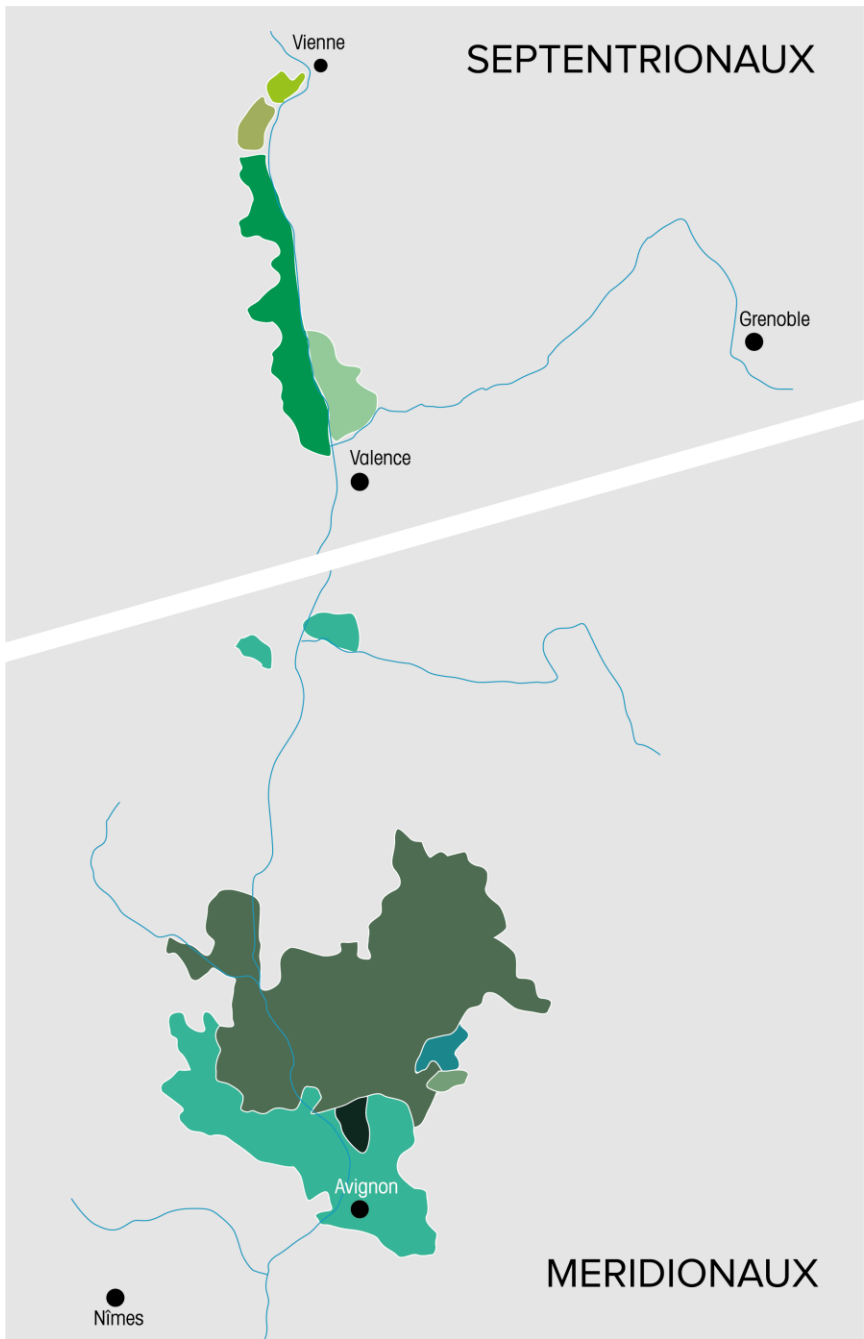 Vienne
SEPTENTRIONAUX
Grenoble
Valence
Avignon
MERIDIONAUX
Nîmes